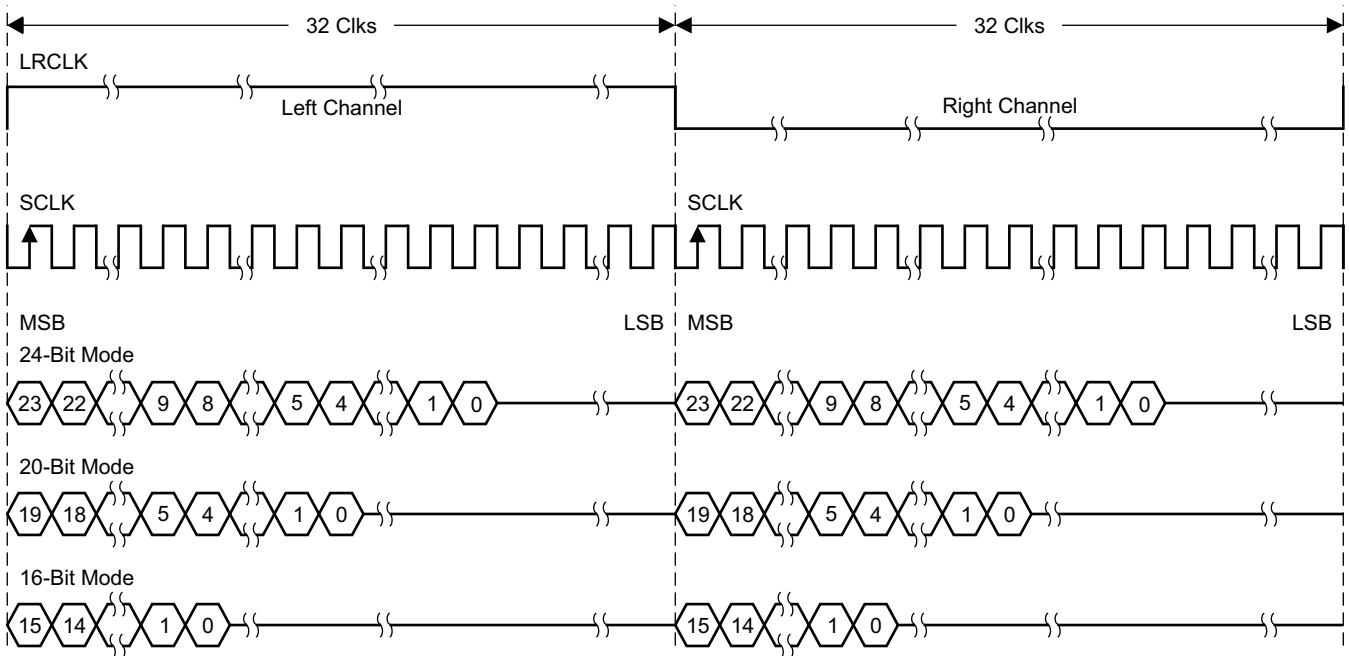 32 Clks 32 Clks
LRCLK
Left Channel Right Channel
SCLK SCLK
MSB LSB MSB LSB
24-Bit Mode
23 22 9 8 5 4 1 0 23 22 9 8 5 4 1 0
20-Bit Mode
19 18 5 4 1 0 19 18 5 4 1 0
16-Bit Mode
15 14 1 0 15 14 1 0